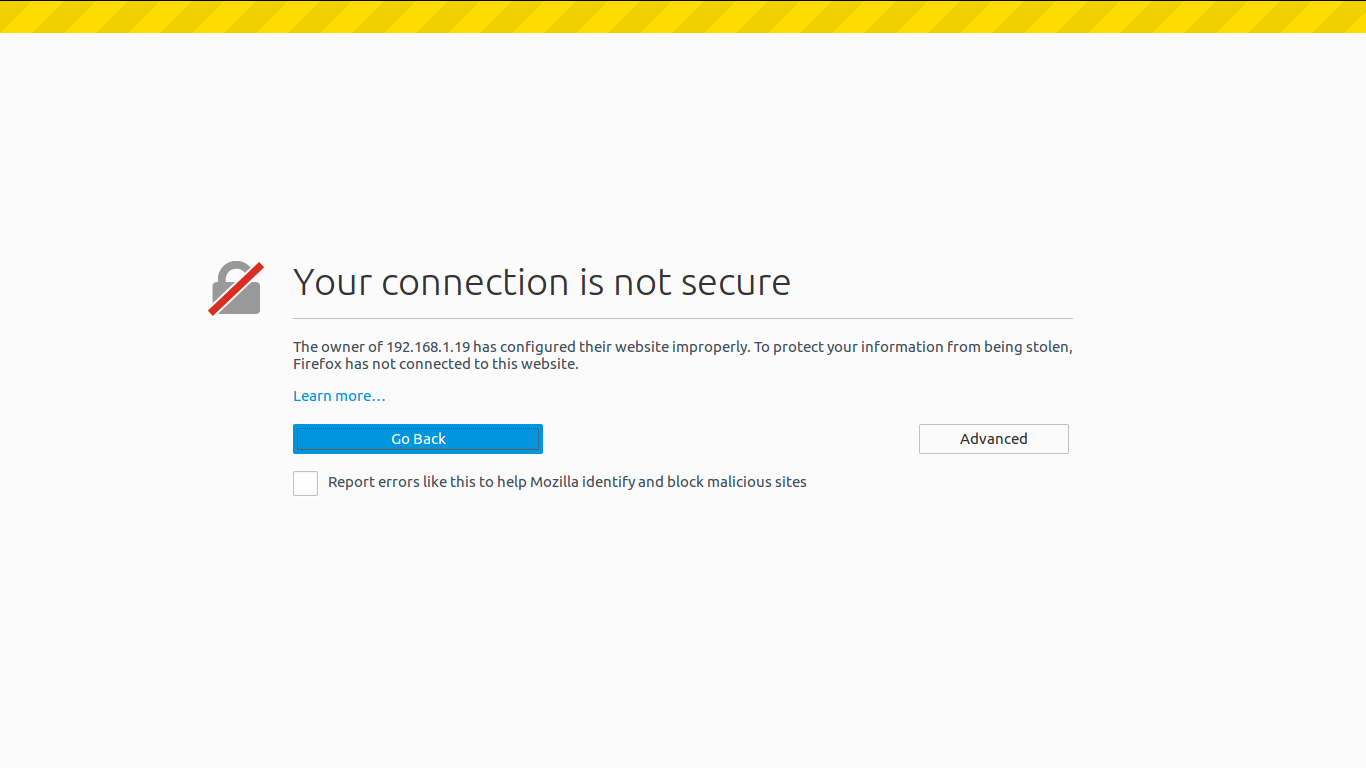 Your connection is not secure
The owner of 192.168.1.19 has configured their website improperly. To protect your information from being stolen,
Firefox has not connected to this website.
Learn more…
Go Back
Advanced
Report errors like this to help Mozilla identify and block malicious sites